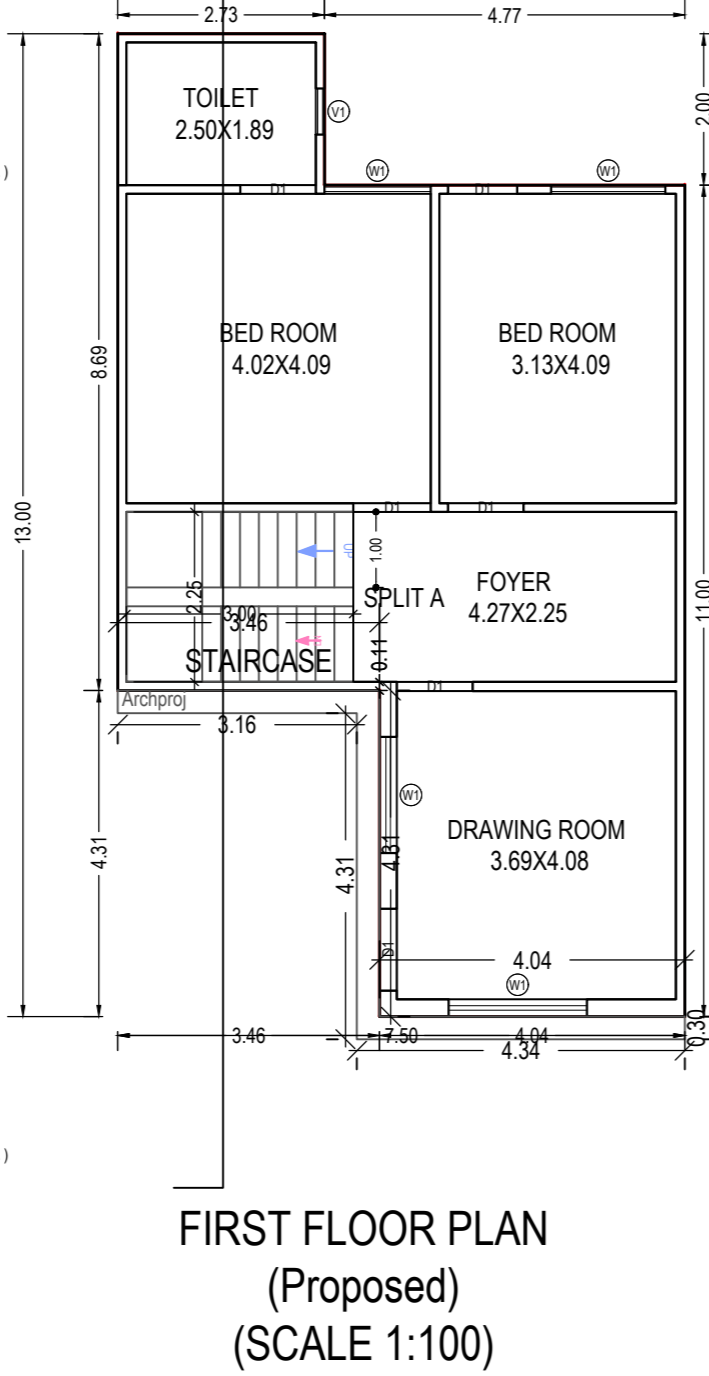 2.73
4.77
TOILET
2.50X1.89
V1
2.00
)
W1
W1
D1
D1
BED ROOM
4.02X4.09
BED ROOM
3.13X4.09
8.69
13.00
D1
D1
UP
1.00
2.25
SPLIT A
FOYER
4.27X2.25
11.00
3.00
3.46
0.11
STAIRCASE
D1
Archproj
3.16
W1
DRAWING ROOM
3.69X4.08
4.31
4.31
4.31
D1
4.04
W1
0.30
3.46
7.50
4.04
4.34
)
FIRST FLOOR PLAN
(Proposed)
(SCALE 1:100)